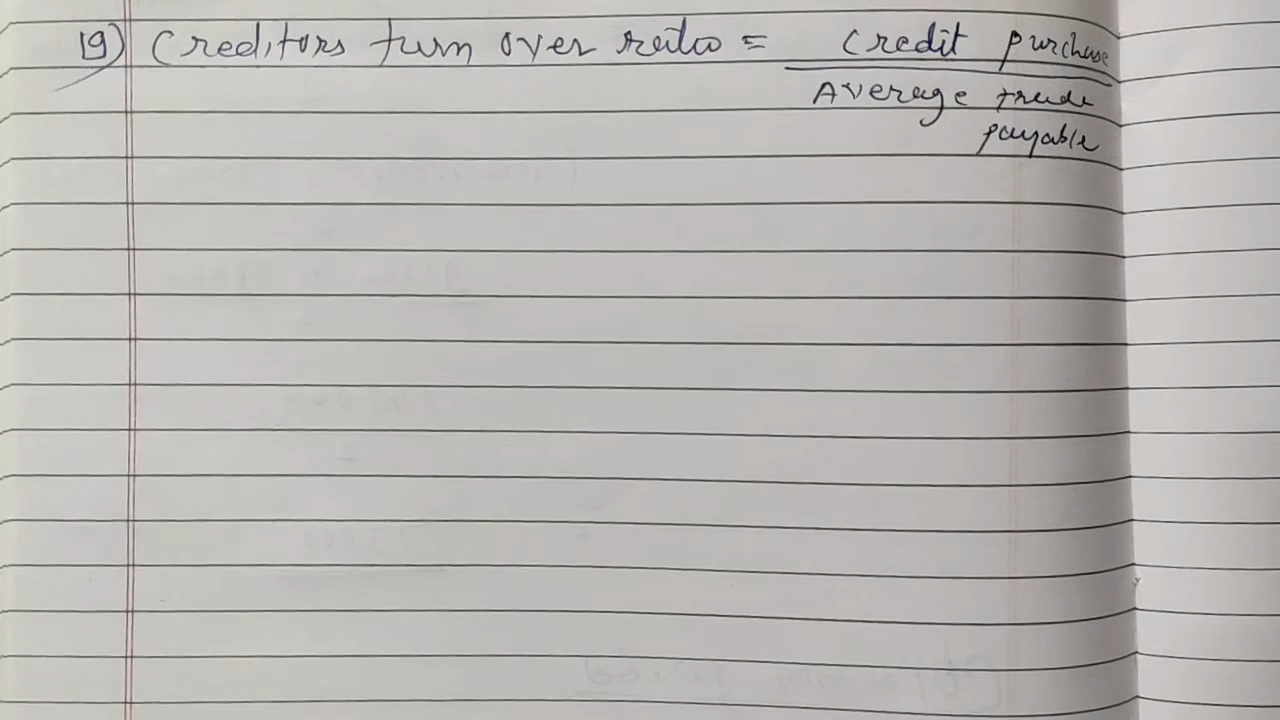 19) Creditors turn over ratio = Credit purchase
Average trade
payable